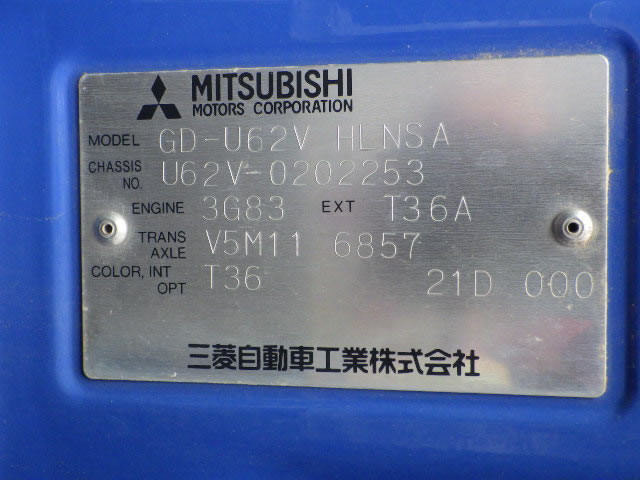 MITSUBISHI
MOTORS CORPORATION
MODEL GD-U62V HLNSA
CHASSIS NO. U62V-0202253
ENGINE 3G83 EXT T36A
TRANS AXLE V5M11 6857
COLOR, INT OPT T36 21D 000
三菱自動車工業株式会社